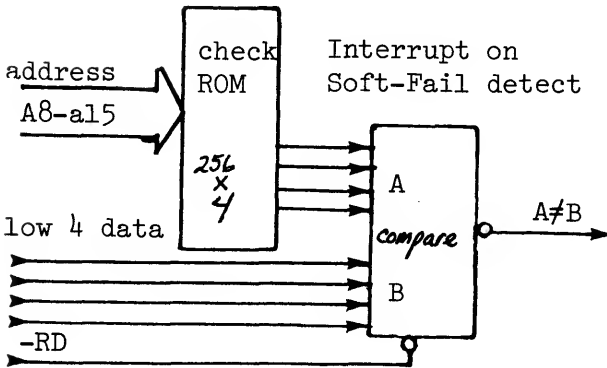 check
ROM
Interrupt on
Soft-Fail detect
address
A8-a15
256
x
4
A
compare
A≠B
low 4 data
B
-RD